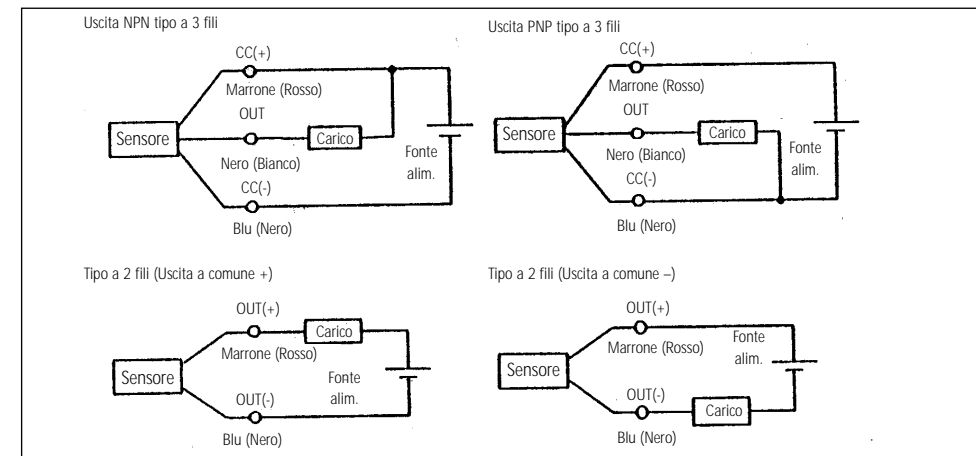 Uscita NPN tipo a 3 fili
CC(+)
Marrone (Rosso)
OUT
Sensore
Carico
Nero (Bianco)
Fonte
alim.
CC(-)
Blu (Nero)
Uscita PNP tipo a 3 fili
CC(+)
Marrone (Rosso)
OUT
Sensore
Carico
Nero (Bianco)
Fonte
alim.
CC(-)
Blu (Nero)
Tipo a 2 fili (Uscita a comune +)
OUT(+)
Carico
Marrone (Rosso)
Sensore
Fonte
alim.
OUT(-)
Blu (Nero)
Tipo a 2 fili (Uscita a comune –)
OUT(+)
Fonte
alim.
Marrone (Rosso)
Sensore
OUT(-)
Carico
Blu (Nero)